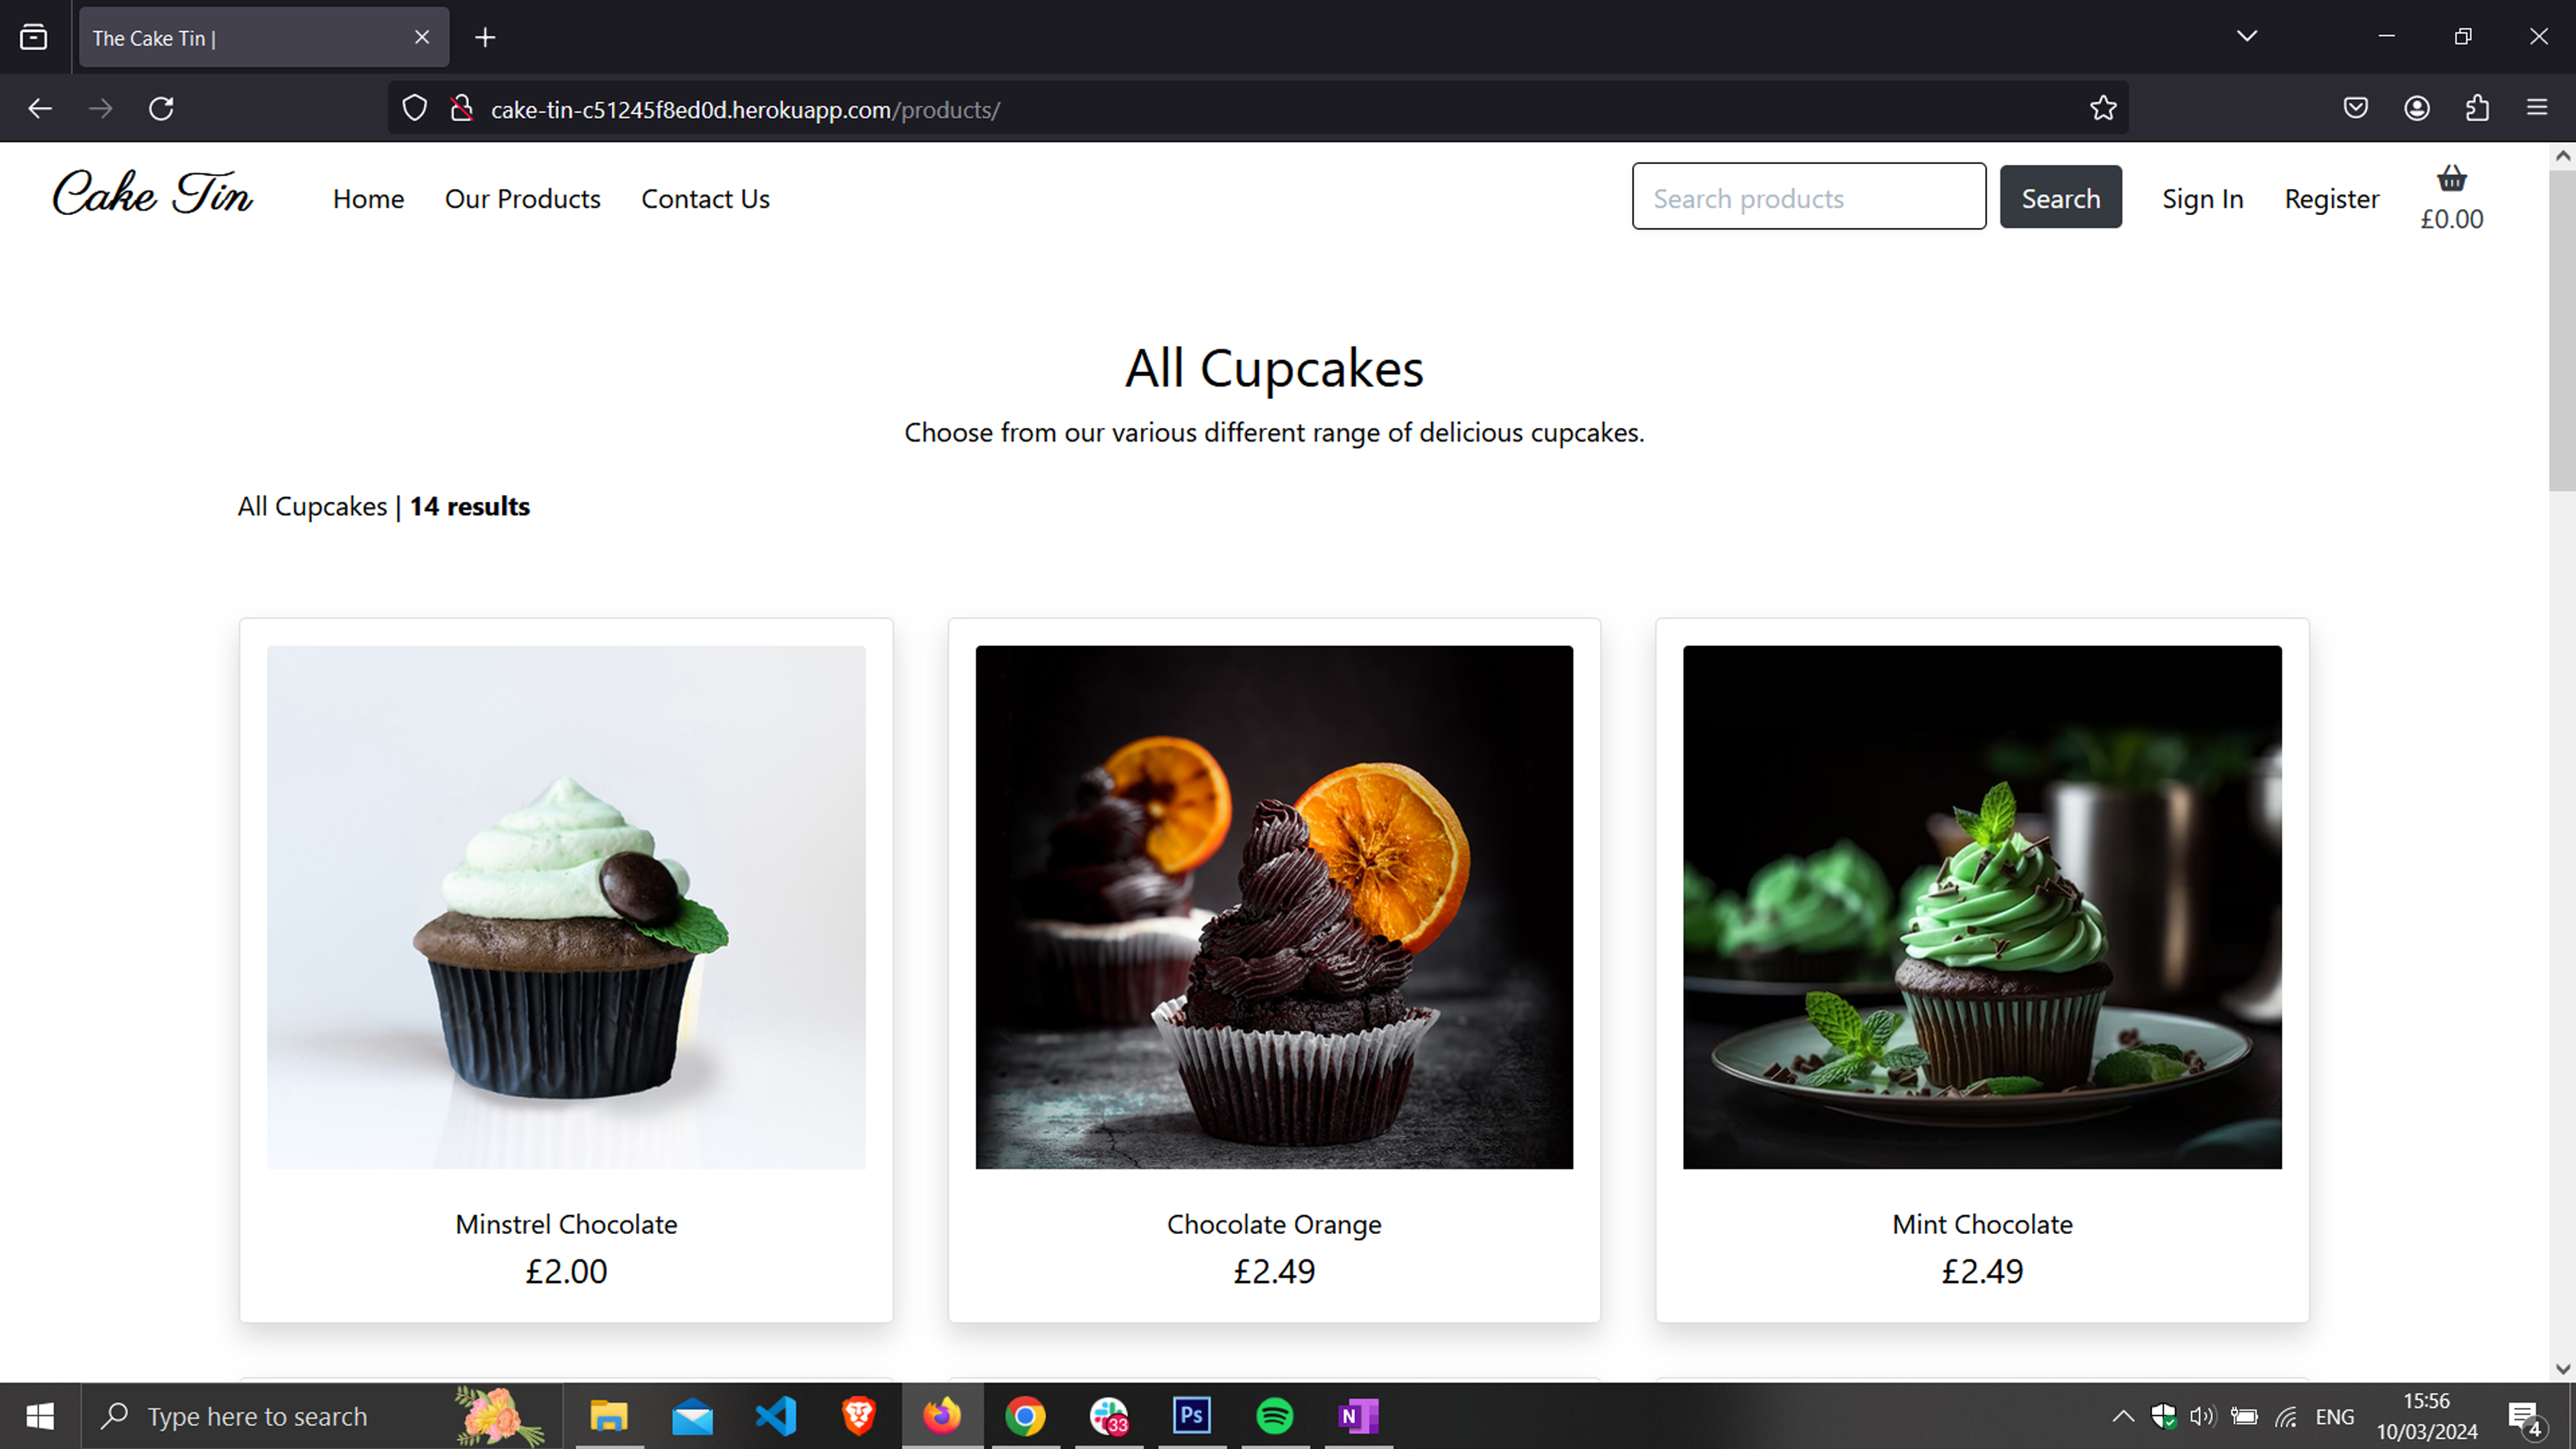 The Cake Tin |
cake-tin-c51245f8ed0d.herokuapp.com/products/
Cake Tin
Home
Our Products
Contact Us
Search products
Search
Sign In
Register
£0.00
All Cupcakes
Choose from our various different range of delicious cupcakes.
All Cupcakes | 14 results
Minstrel Chocolate
£2.00
Chocolate Orange
£2.49
Mint Chocolate
£2.49
Type here to search
33
Ps
N
ENG
15:56
10/03/2024
4